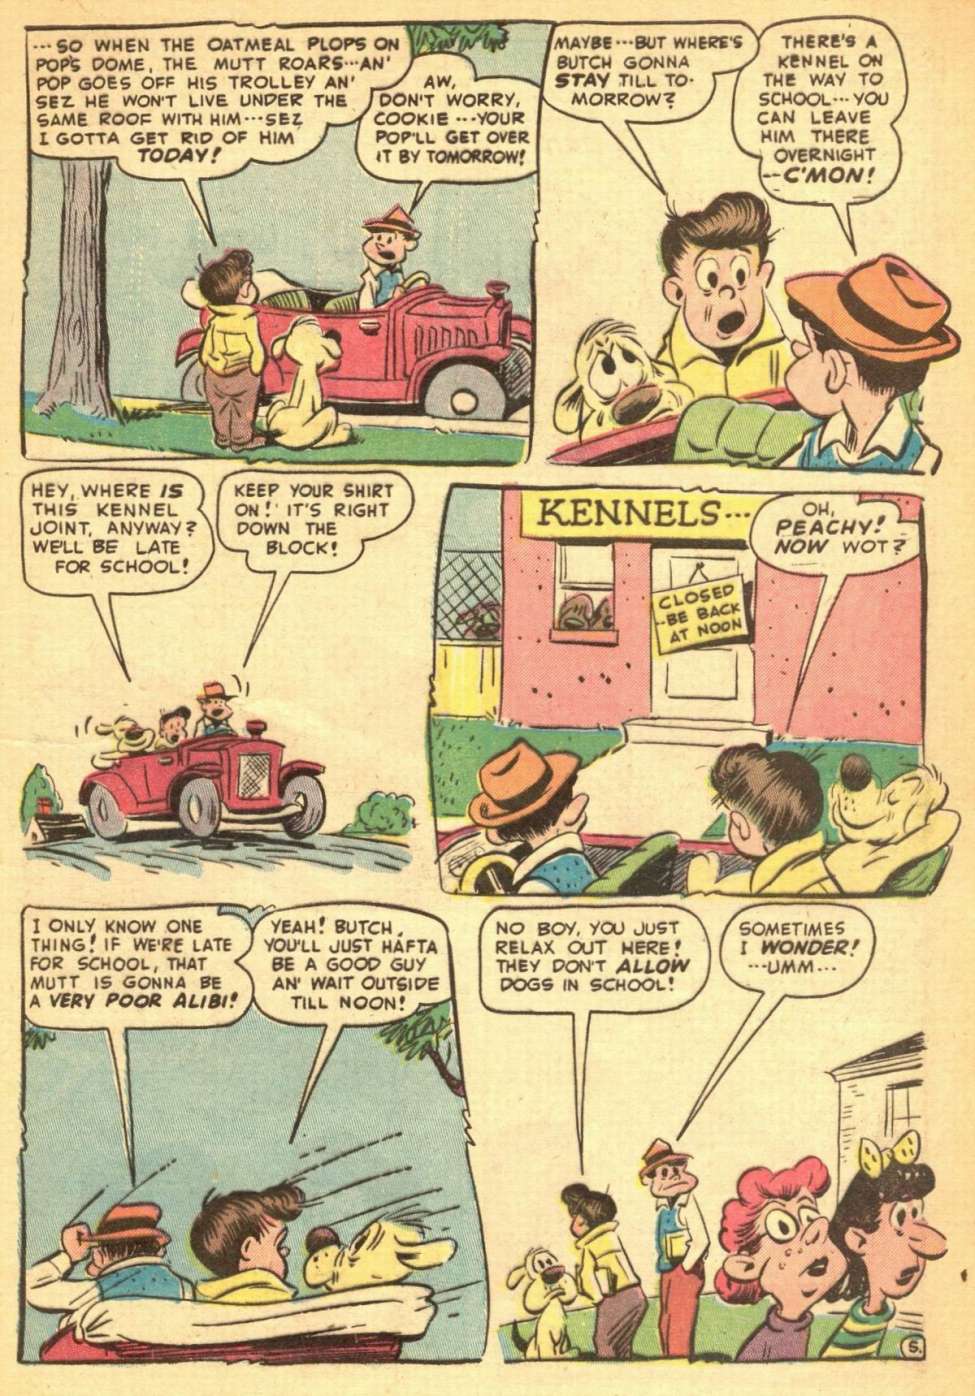 ---SO WHEN THE OATMEAL PLOPS ON
POP'S DOME, THE MUTT ROARS---AN'
POP GOES OFF HIS TROLLEY AN'
SEZ HE WON'T LIVE UNDER THE
SAME ROOF WITH HIM---SEZ
I GOTTA GET RID OF HIM
TODAY!
AW,
DON'T WORRY,
COOKIE ---YOUR
POP'LL GET OVER
IT BY TOMORROW!
MAYBE---BUT WHERE'S
BUTCH GONNA
STAY TILL TO-
MORROW?
THERE'S A
KENNEL ON
THE WAY TO
SCHOOL---YOU
CAN LEAVE
HIM THERE
OVERNIGHT
--C'MON!
HEY, WHERE IS
THIS KENNEL
JOINT, ANYWAY?
WE'LL BE LATE
FOR SCHOOL!
KEEP YOUR SHIRT
ON! IT'S RIGHT
DOWN THE
BLOCK!
KENNELS---
CLOSED
--BE BACK
AT NOON
OH,
PEACHY!
NOW WOT?
I ONLY KNOW ONE
THING! IF WE'RE LATE
FOR SCHOOL, THAT
MUTT IS GONNA BE
A VERY POOR ALIBI!
YEAH! BUTCH,
YOU'LL JUST HAFTA
BE A GOOD GUY
AN' WAIT OUTSIDE
TILL NOON!
NO BOY, YOU JUST
RELAX OUT HERE!
THEY DON'T ALLOW
DOGS IN SCHOOL!
SOMETIMES
I WONDER!
---UMM---
5.